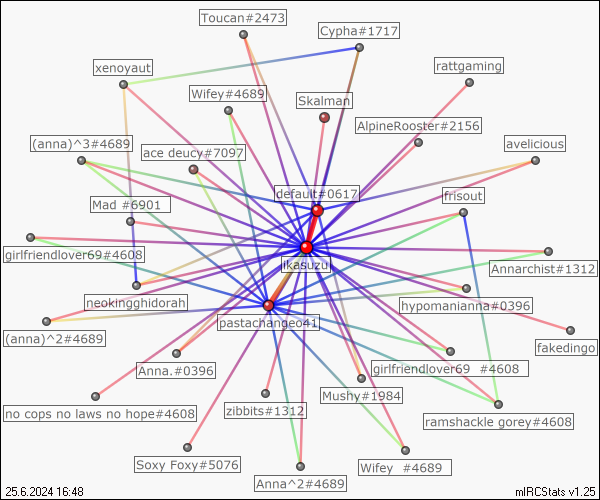 Toucan#2473
Cypha#1717
xenoyaut
rattgaming
Wifey#4689
Skalman
AlpineRooster#2156
(anna)^3#4689
avelicious
ace deucy#7097
default#0617
frisout
Mad #6901
girlfriendlover69#4608
ikasuzu
Annarchist#1312
neokingghidorah
hypomanianna#0396
(anna)^2#4689
pastachangeo41
fakedingo
Anna.#0396
girlfriendlover69 #4608
Mushy#1984
no cops no laws no hope#4608
zibbits#1312
ramshackle gorey#4608
Soxy Foxy#5076
Wifey #4689
Anna^2#4689
25.6.2024 16:48
mIRCStats v1.25